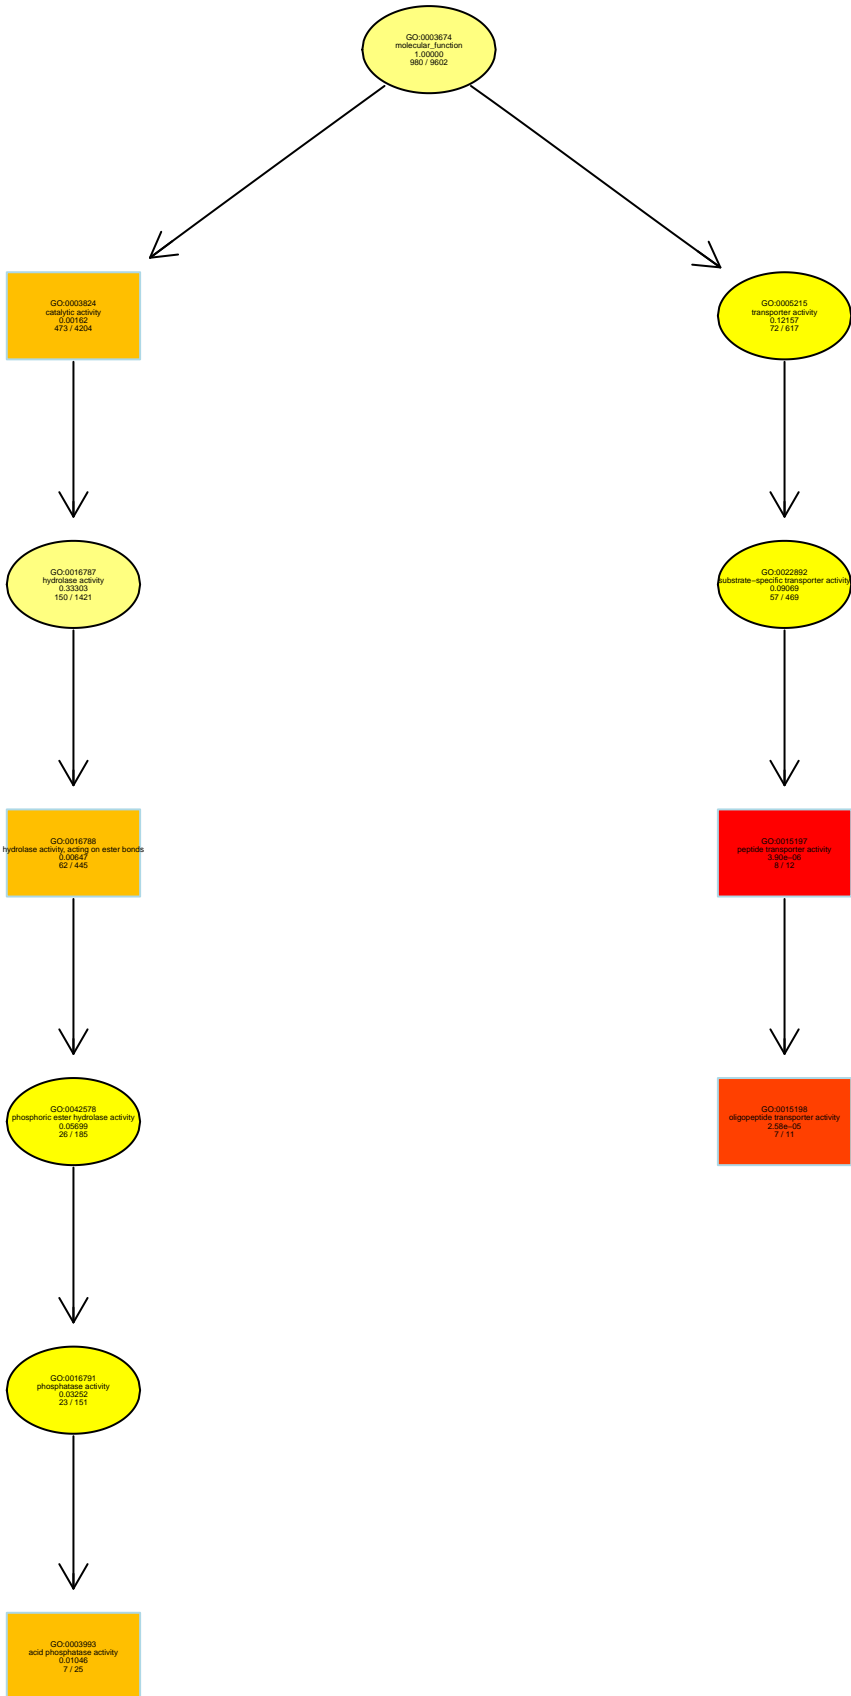 GO:0003674
molecular_function
1.00000
980 / 9602
GO:0003824
catalytic activity
0.00162
473 / 4204
GO:0005215
transporter activity
0.12157
72 / 617
GO:0016787
hydrolase activity
0.33303
150 / 1421
GO:0022892
substrate−specific transporter activity
0.09069
57 / 469
GO:0016788
hydrolase activity, acting on ester bonds
0.00647
62 / 445
GO:0015197
peptide transporter activity
3.90e−06
8 / 12
GO:0042578
phosphoric ester hydrolase activity
0.05699
26 / 185
GO:0015198
oligopeptide transporter activity
2.58e−05
7 / 11
GO:0016791
phosphatase activity
0.03252
23 / 151
GO:0003993
acid phosphatase activity
0.01046
7 / 25